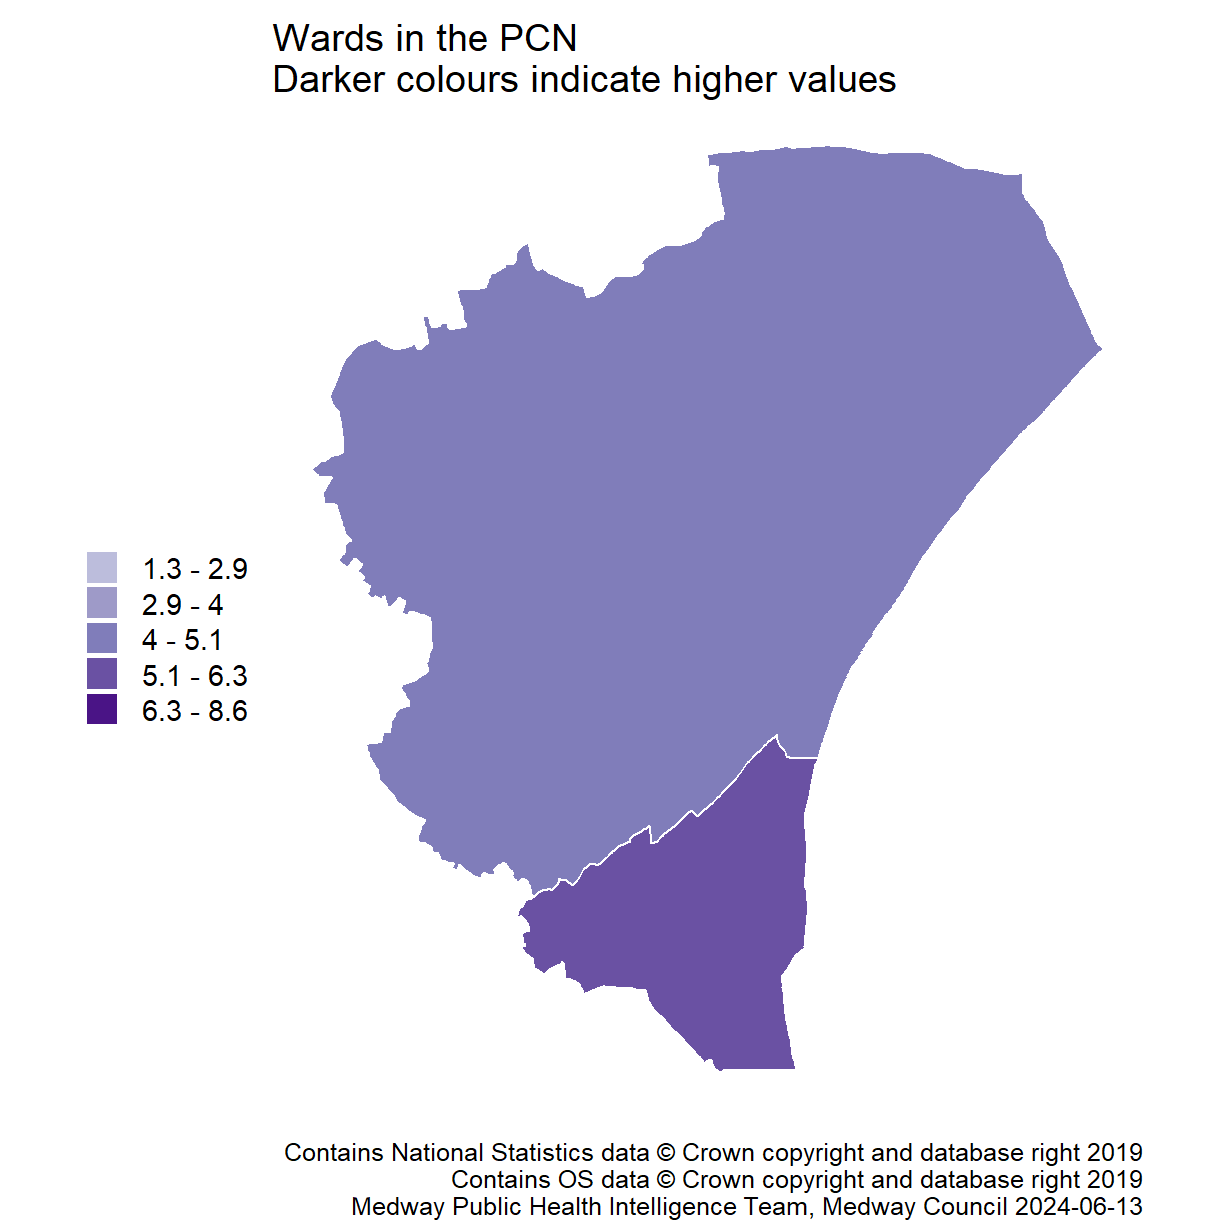 Wards in the PCN
Darker colours indicate higher values
1.3 - 2.9
2.9 - 4
4 - 5.1
5.1 - 6.3
6.3 - 8.6
Contains National Statistics data © Crown copyright and database right 2019
Contains OS data © Crown copyright and database right 2019
Medway Public Health Intelligence Team, Medway Council 2024-06-13